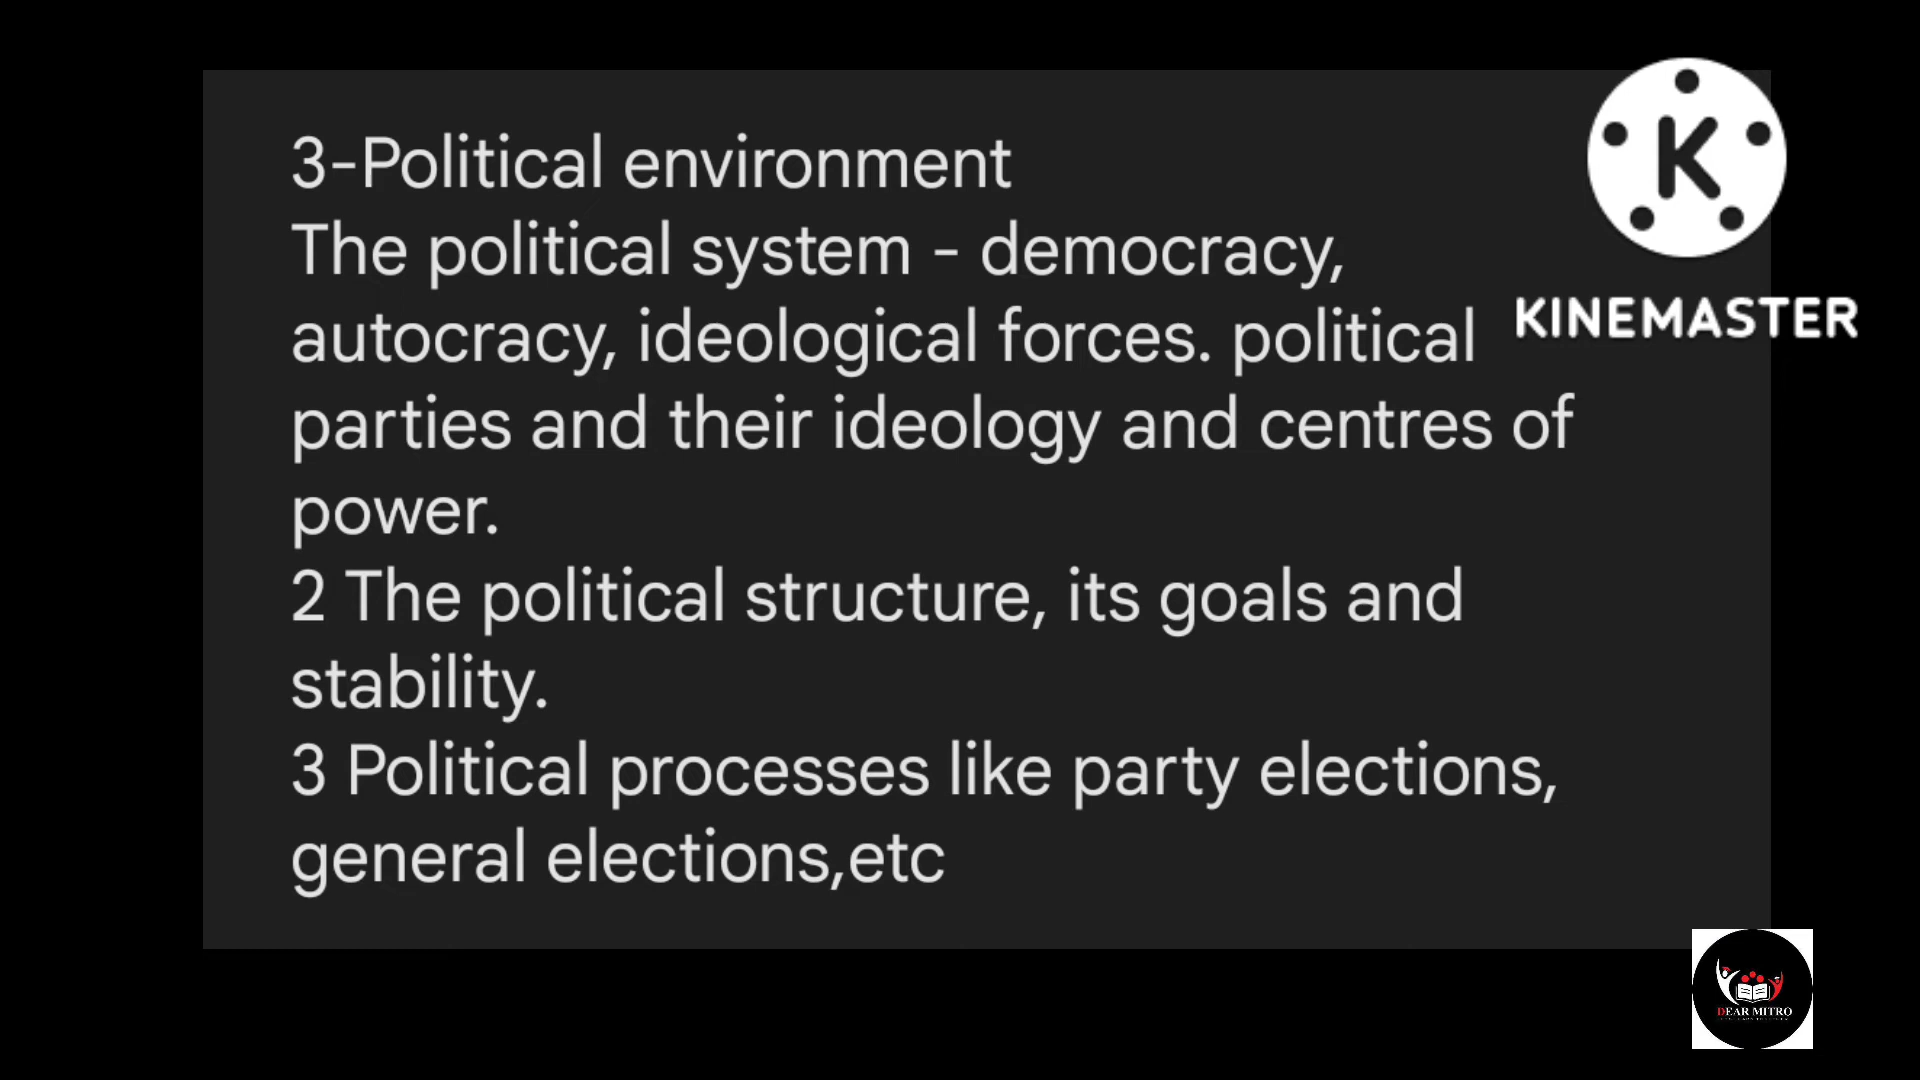 3-Political environment
The political system - democracy,
autocracy, ideological forces. political
parties and their ideology and centres of
power.
2 The political structure, its goals and
stability.
3 Political processes like party elections,
general elections,etc
K
KINEMASTER
DEAR MITRO